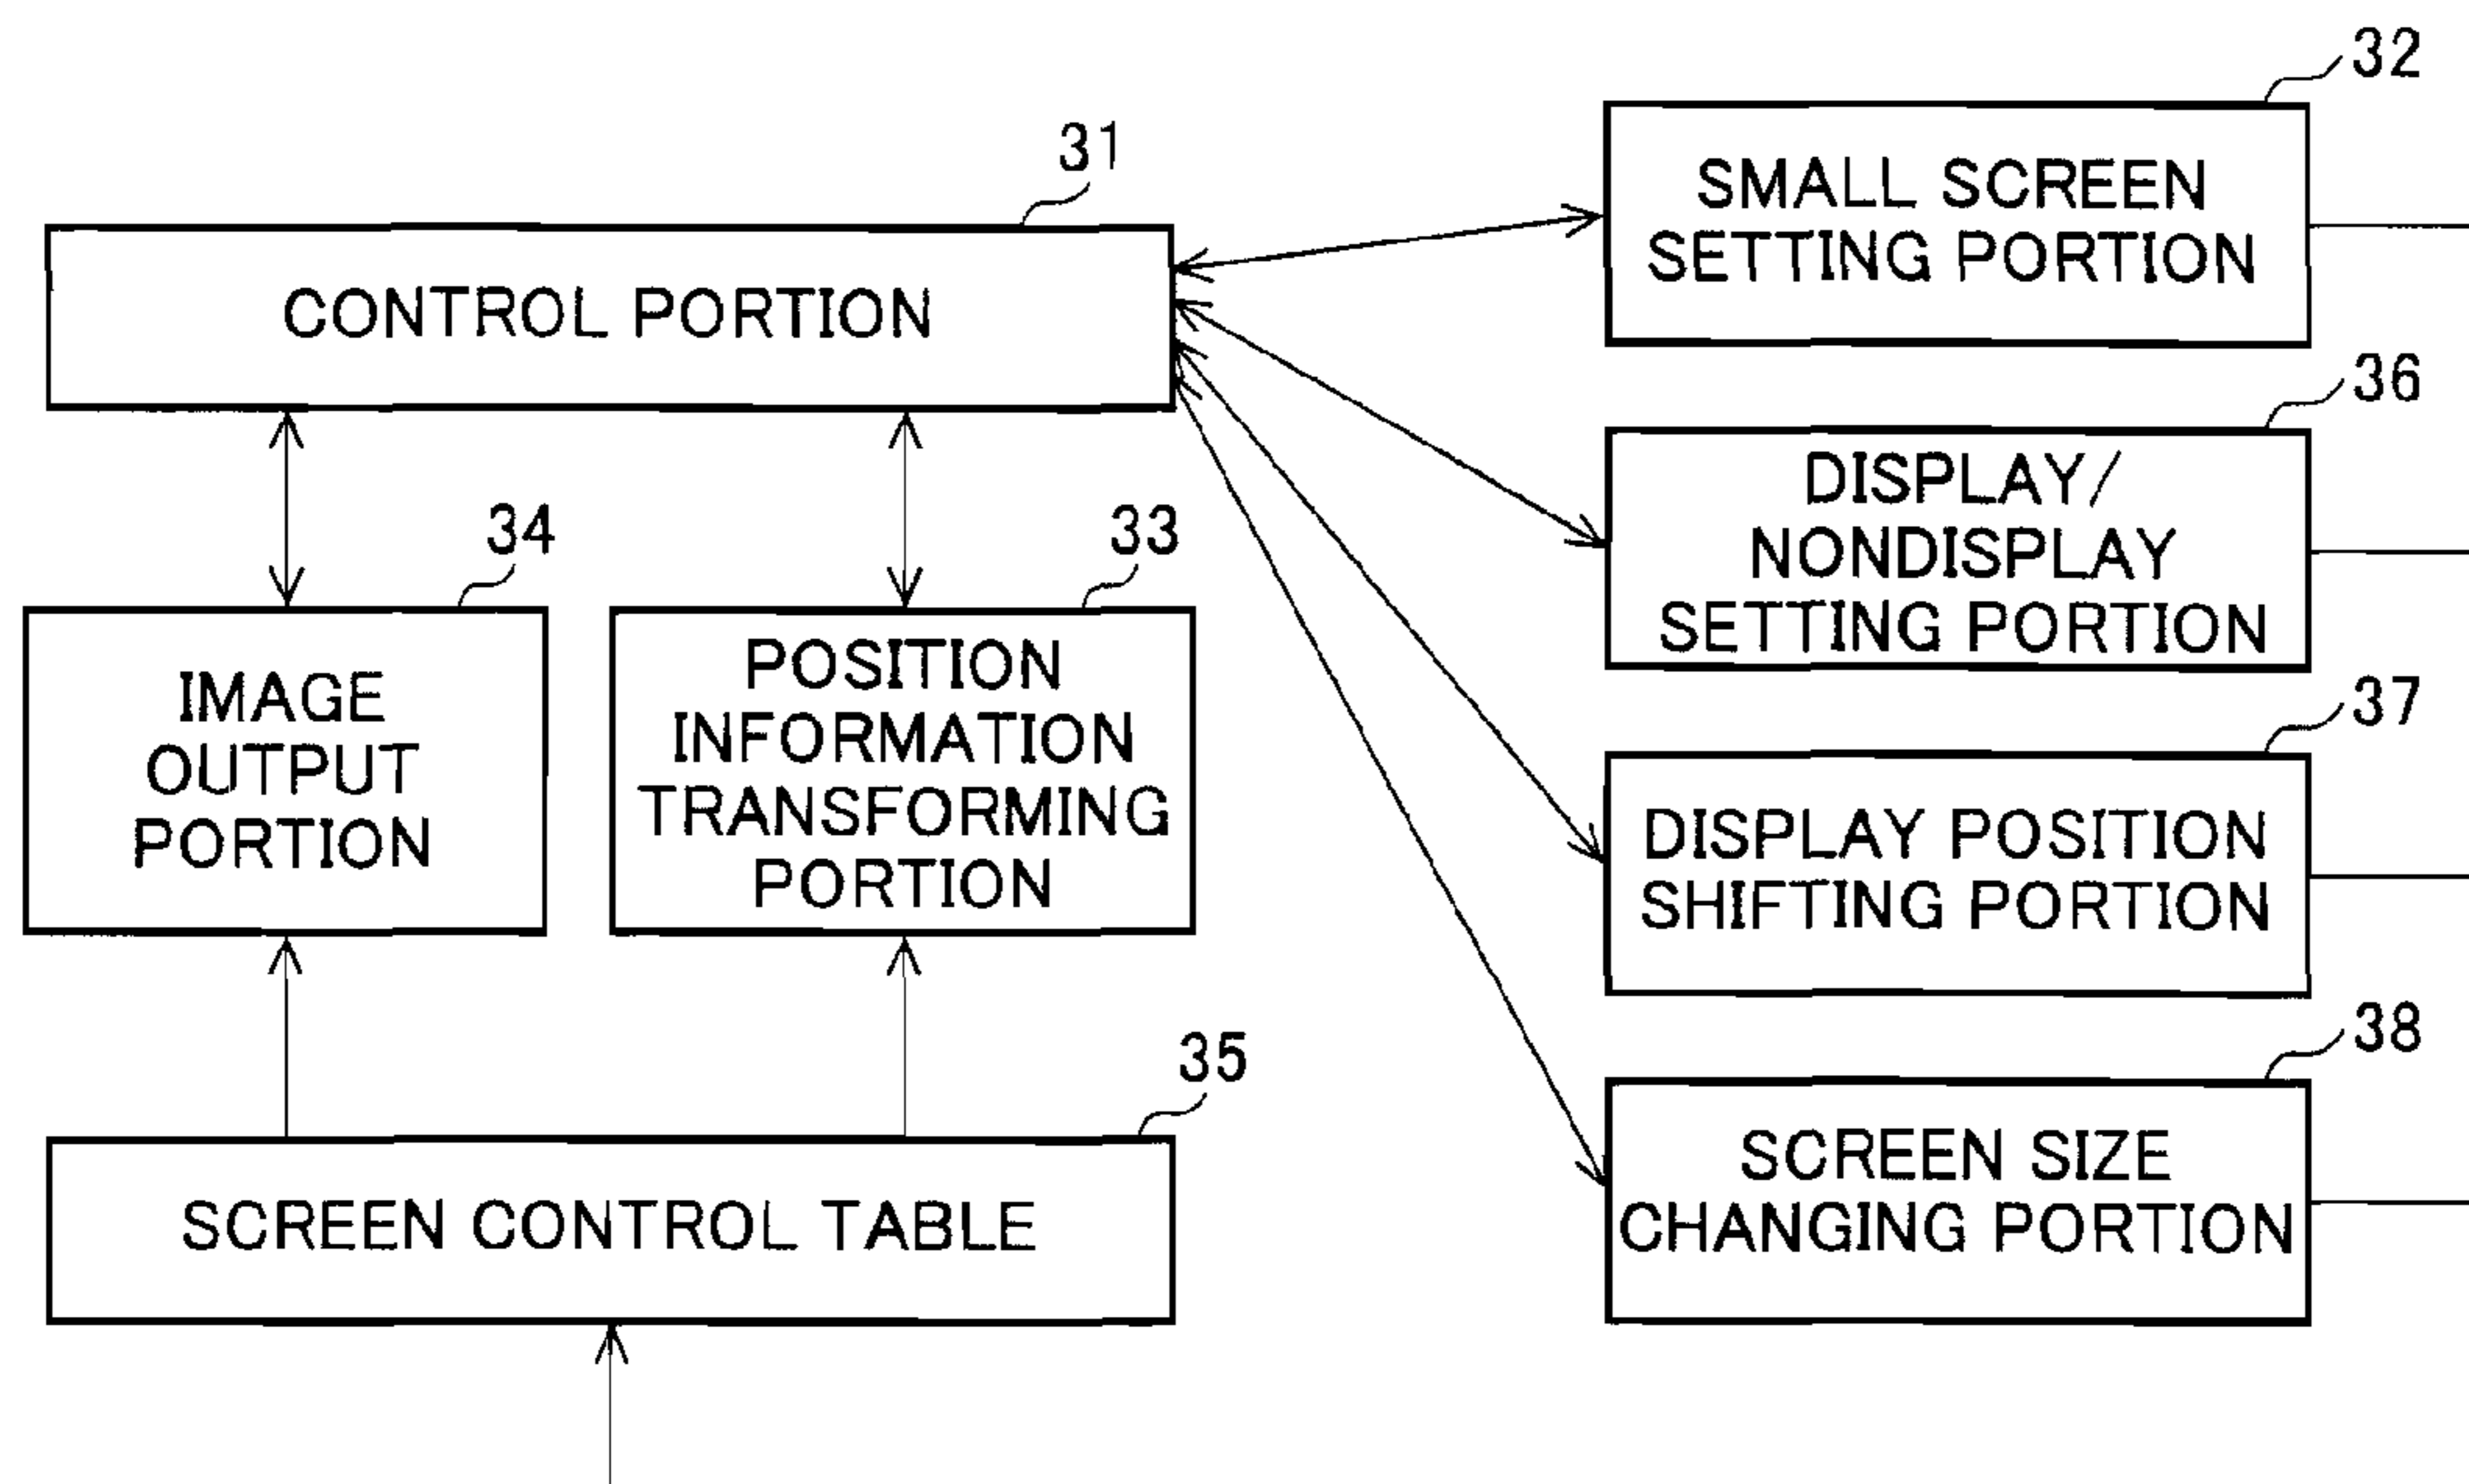 32
SMALL SCREEN
SETTING PORTION
31
CONTROL PORTION
36
DISPLAY/
NONDISPLAY
SETTING PORTION
34
IMAGE
OUTPUT
PORTION
33
POSITION
INFORMATION
TRANSFORMING
PORTION
37
DISPLAY POSITION
SHIFTING PORTION
35
SCREEN CONTROL TABLE
38
SCREEN SIZE
CHANGING PORTION